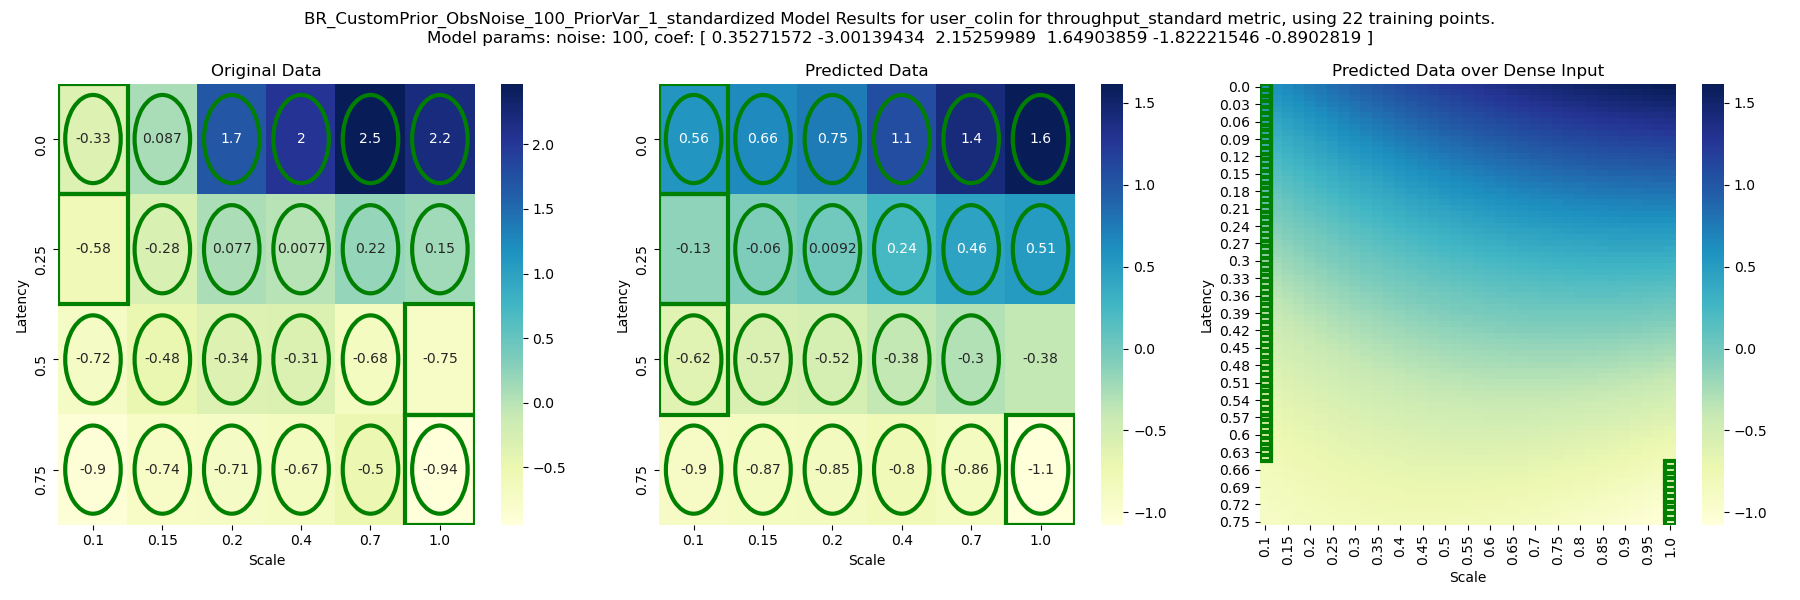 BR_CustomPrior_ObsNoise_100_PriorVar_1_standardized Model Results for user_colin for throughput_standard metric, using 22 training points.
Model params: noise: 100, coef: [ 0.35271572 -3.00139434  2.15259989  1.64903859 -1.82221546 -0.8902819 ]
Original Data
Latency
0.0
-0.33 0.087 1.7 2 2.5 2.2
0.25
-0.58 -0.28 0.077 0.0077 0.22 0.15
0.5
-0.72 -0.48 -0.34 -0.31 -0.68 -0.75
0.75
-0.9 -0.74 -0.71 -0.67 -0.5 -0.94
0.1 0.15 0.2 0.4 0.7 1.0
Scale
2.0
1.5
1.0
0.5
0.0
−0.5
Predicted Data
Latency
0.0
0.56 0.66 0.75 1.1 1.4 1.6
0.25
-0.13 -0.06 0.0092 0.24 0.46 0.51
0.5
-0.62 -0.57 -0.52 -0.38 -0.3 -0.38
0.75
-0.9 -0.87 -0.85 -0.8 -0.86 -1.1
0.1 0.15 0.2 0.4 0.7 1.0
Scale
1.5
1.0
0.5
0.0
−0.5
−1.0
Predicted Data over Dense Input
Latency
0.0
0.03
0.06
0.09
0.12
0.15
0.18
0.21
0.24
0.27
0.3
0.33
0.36
0.39
0.42
0.45
0.48
0.51
0.54
0.57
0.6
0.63
0.66
0.69
0.72
0.75
0.1 0.15 0.2 0.25 0.3 0.35 0.4 0.45 0.5 0.55 0.6 0.65 0.7 0.75 0.8 0.85 0.9 0.95 1.0
Scale
1.5
1.0
0.5
0.0
−0.5
−1.0